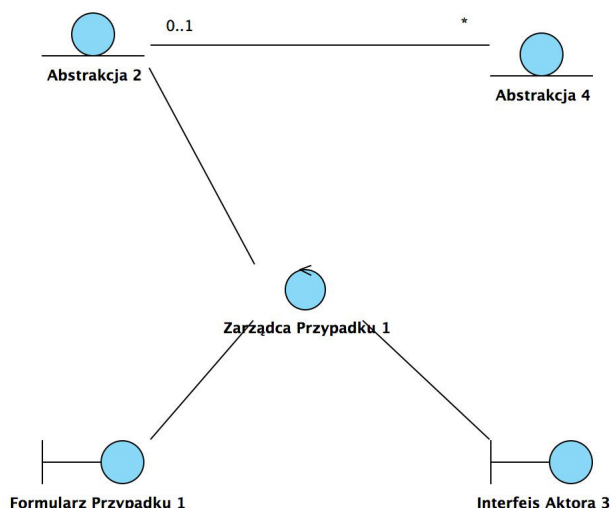 0..1
*
Abstrakcja 2
Abstrakcja 4
Zarządca Przypadku 1
Formularz Przypadku 1
Interfejs Aktora 3